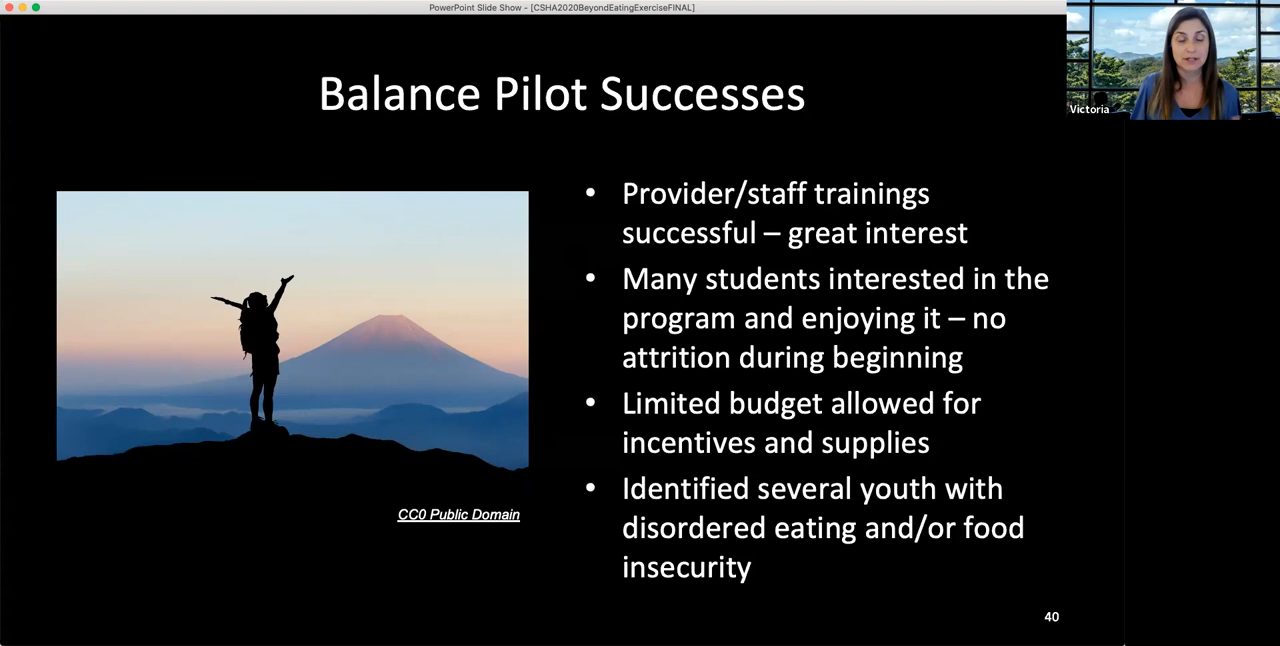 PowerPoint Slide Show - [CSHA2020BeyondEatingExerciseFINAL]
Victoria
Balance Pilot Successes
• Provider/staff trainings
successful – great interest
• Many students interested in the
program and enjoying it – no
attrition during beginning
• Limited budget allowed for
incentives and supplies
• Identified several youth with
disordered eating and/or food
insecurity
CC0 Public Domain
40